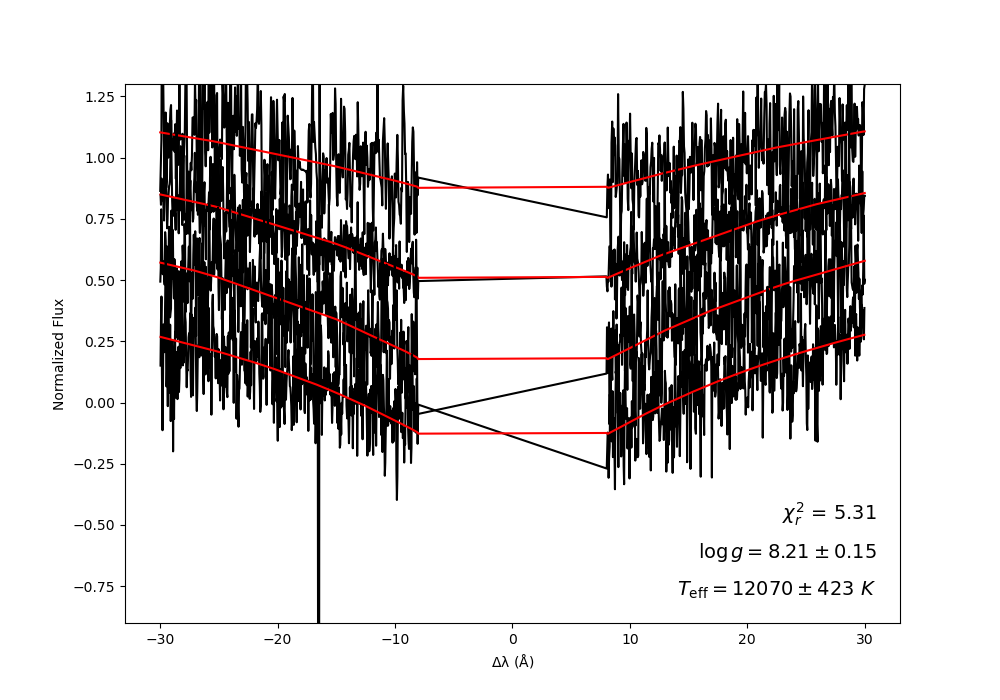 1.25
1.00
0.75
0.50
0.25
0.00
−0.25
−0.50
−0.75
Normalized Flux
χ²ᵣ = 5.31
log g = 8.21 ± 0.15
T_eff = 12070 ± 423 K
−30 −20 −10 0 10 20 30
Δλ (Å)